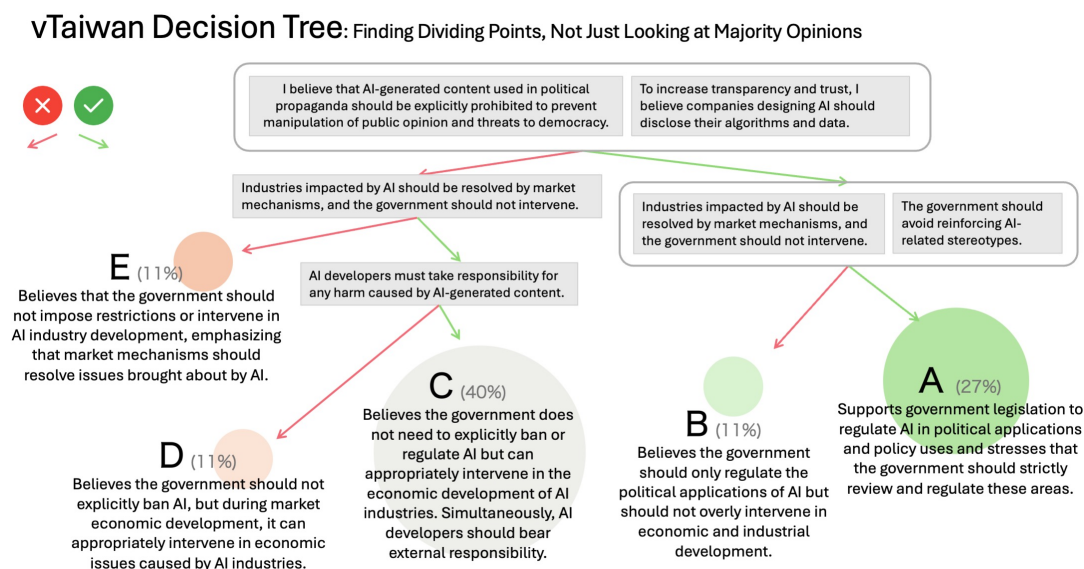 vTaiwan Decision Tree: Finding Dividing Points, Not Just Looking at Majority Opinions
I believe that AI-generated content used in political
propaganda should be explicitly prohibited to prevent
manipulation of public opinion and threats to democracy.
To increase transparency and trust, I
believe companies designing AI should
disclose their algorithms and data.
Industries impacted by AI should be resolved by market
mechanisms, and the government should not intervene.
Industries impacted by AI should be
resolved by market mechanisms, and
the government should not intervene.
The government should
avoid reinforcing AI-
related stereotypes.
AI developers must take responsibility for
any harm caused by AI-generated content.
E (11%)
Believes that the government should
not impose restrictions or intervene in
AI industry development, emphasizing
that market mechanisms should
resolve issues brought about by AI.
D (11%)
Believes the government should not
explicitly ban AI, but during market
economic development, it can
appropriately intervene in economic
issues caused by AI industries.
C (40%)
Believes the government does
not need to explicitly ban or
regulate AI but can
appropriately intervene in the
economic development of AI
industries. Simultaneously, AI
developers should bear
external responsibility.
B (11%)
Believes the government
should only regulate the
political applications of AI but
should not overly intervene in
economic and industrial
development.
A (27%)
Supports government legislation to
regulate AI in political applications
and policy uses and stresses that
the government should strictly
review and regulate these areas.